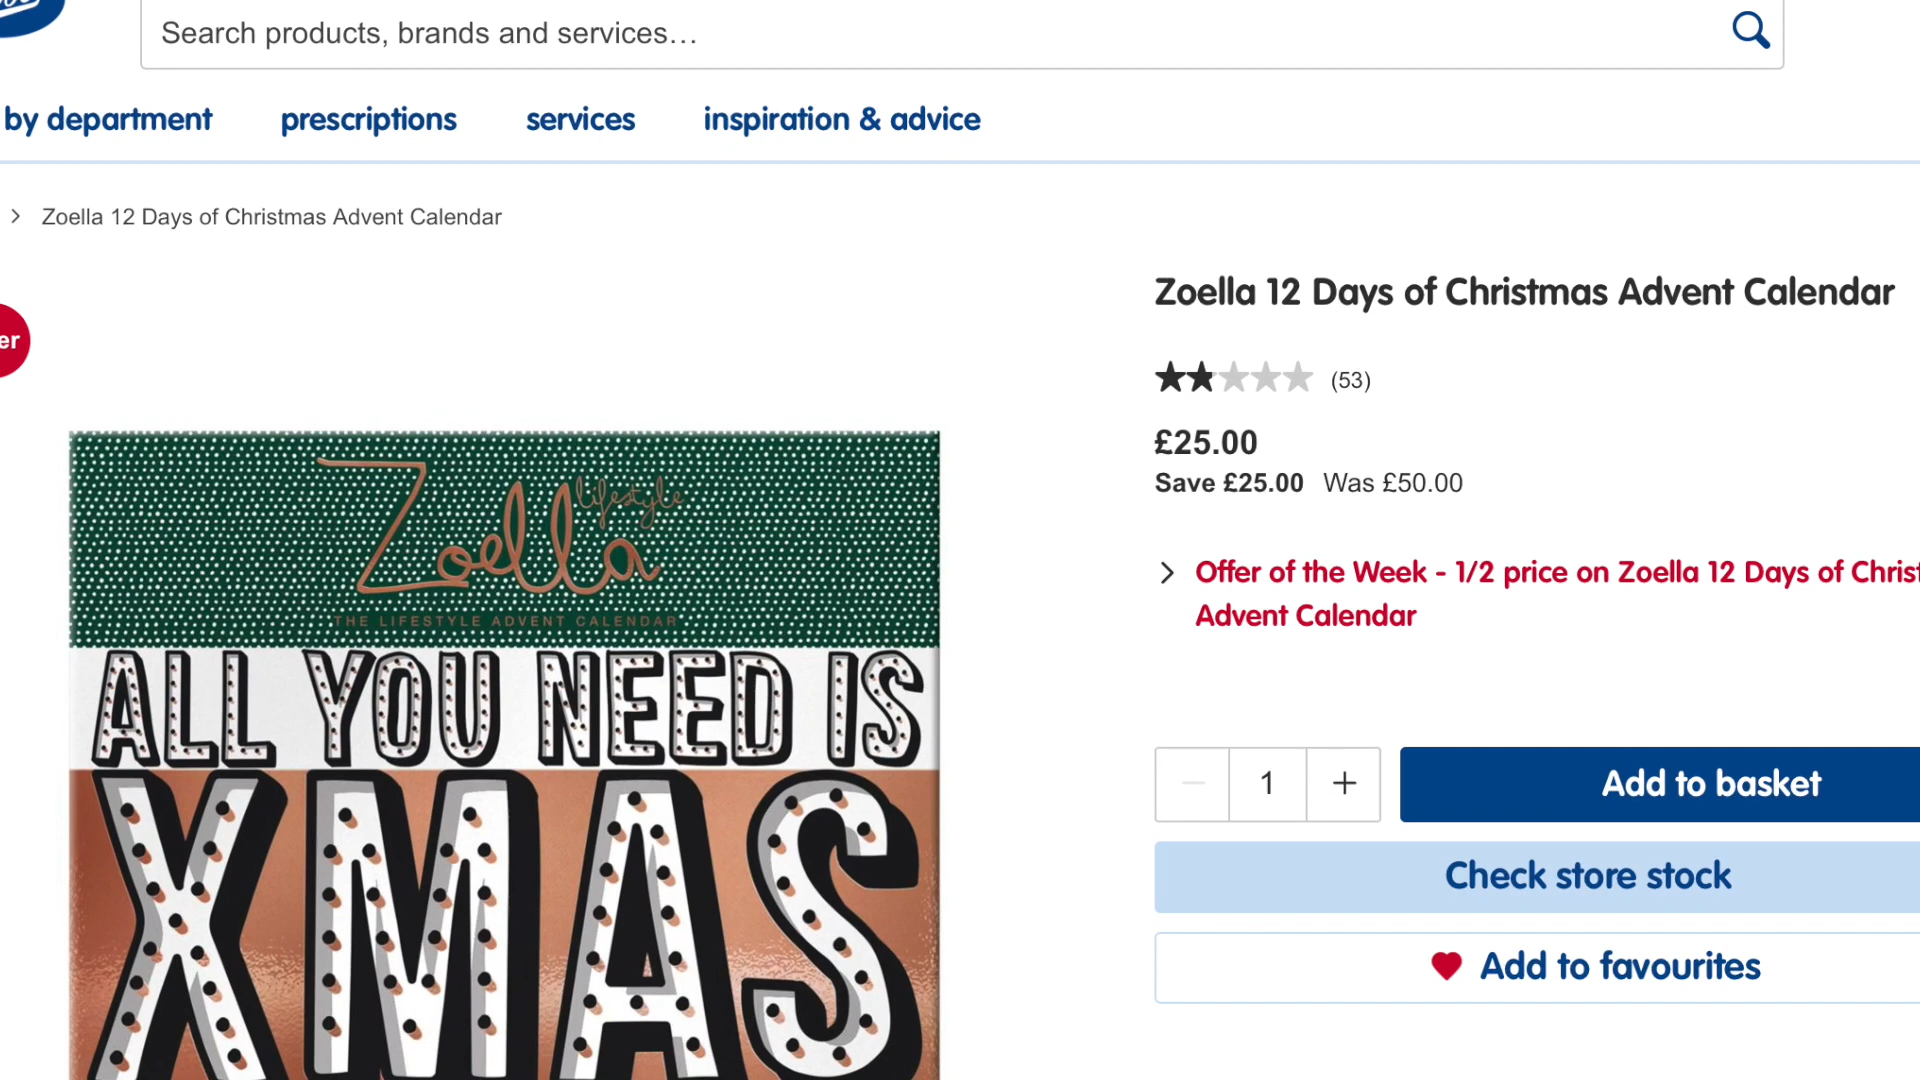 Search products, brands and services…
by department prescriptions services inspiration & advice
> Zoella 12 Days of Christmas Advent Calendar
er
Zoella 12 Days of Christmas Advent Calendar
(53)
£25.00
Save £25.00 Was £50.00
Offer of the Week - 1/2 price on Zoella 12 Days of Christ
Advent Calendar
1
Add to basket
Check store stock
Add to favourites
Zoella lifestyle
THE LIFESTYLE ADVENT CALENDAR
ALL YOU NEED IS
XMAS